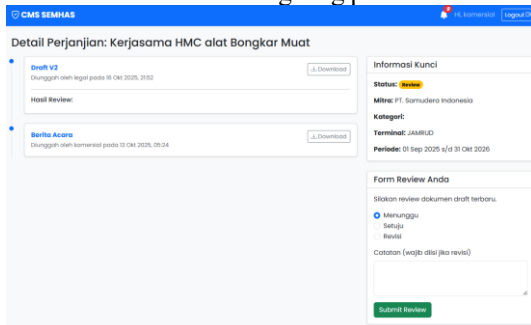 CMS SEMHAS
Hi, komersial
Logout
Detail Perjanjian: Kerjasama HMC alat Bongkar Muat
Draft V2
Download
Diunggah oleh legal pada 16 Okt 2025, 21:52
Hasil Review:
Berita Acara
Download
Diunggah oleh komersial pada 13 Okt 2025, 05:24
Informasi Kunci
Status: Review
Mitra: PT. Samudera Indonesia
Kategori:
Terminal: JAMRUD
Periode: 01 Sep 2025 s/d 31 Okt 2026
Form Review Anda
Silakan review dokumen draft terbaru.
Menunggu
Setuju
Revisi
Catatan (wajib diisi jika revisi)
Submit Review